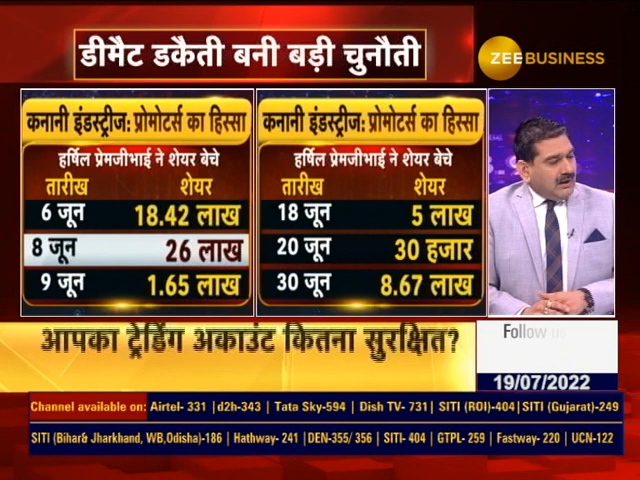 डीमैट डकैती बनी बड़ी चुनौती
ZEE BUSINESS
कनानी इंडस्ट्रीज: प्रोमोटर्स का हिस्सा
हर्षिल प्रेमजीभाई ने शेयर बेचे
तारीख शेयर
6 जून 18.42 लाख
8 जून 26 लाख
9 जून 1.65 लाख
कनानी इंडस्ट्रीज: प्रोमोटर्स का हिस्सा
हर्षिल प्रेमजीभाई ने शेयर बेचे
तारीख शेयर
18 जून 5 लाख
20 जून 30 हजार
30 जून 8.67 लाख
आपका ट्रेडिंग अकाउंट कितना सुरक्षित?
Follow us
19/07/2022
Channel available on: Airtel- 331 |d2h-343 | Tata Sky-594 | Dish TV- 731| SITI (ROI)-404|SITI (Gujarat)-249
SITI (Bihar& Jharkhand, WB,Odisha)-186 | Hathway- 241 |DEN-355/ 356 | SITI- 404 | GTPL- 259 | Fastway- 220 | UCN-122